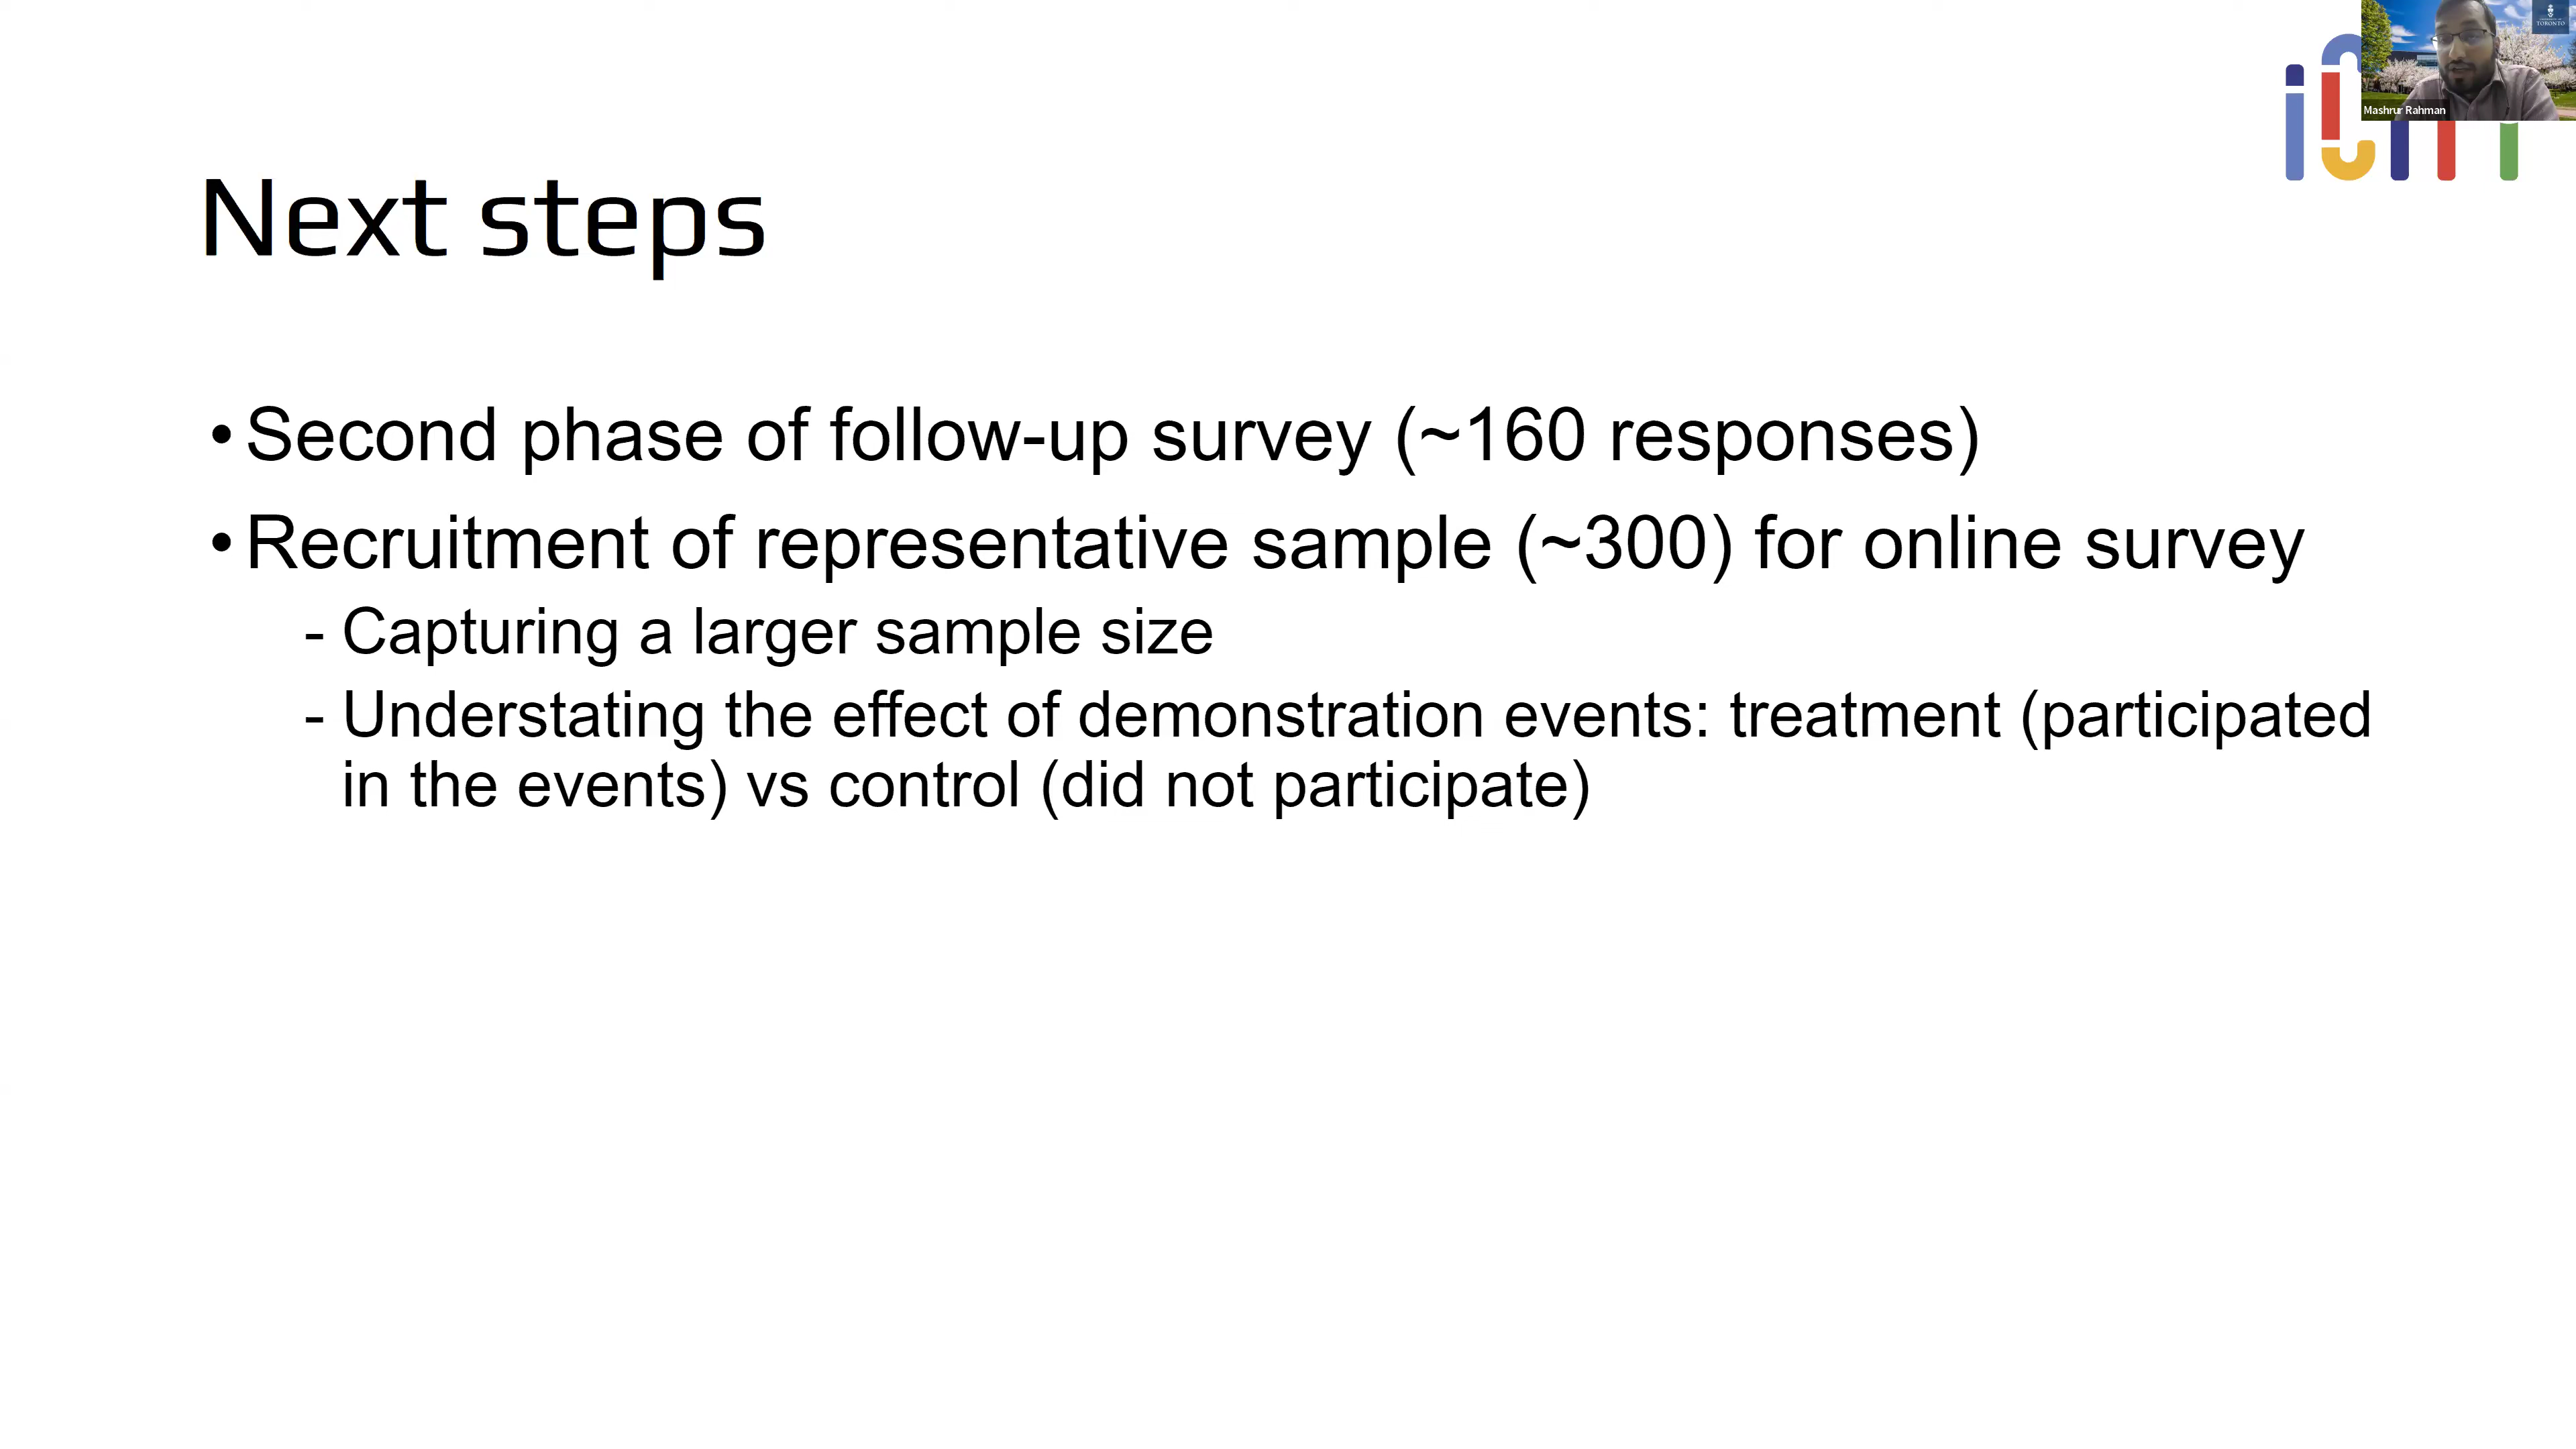 TORONTO
Mashrur Rahman
Next steps
• Second phase of follow-up survey (~160 responses)
• Recruitment of representative sample (~300) for online survey
- Capturing a larger sample size
- Understating the effect of demonstration events: treatment (participated
in the events) vs control (did not participate)